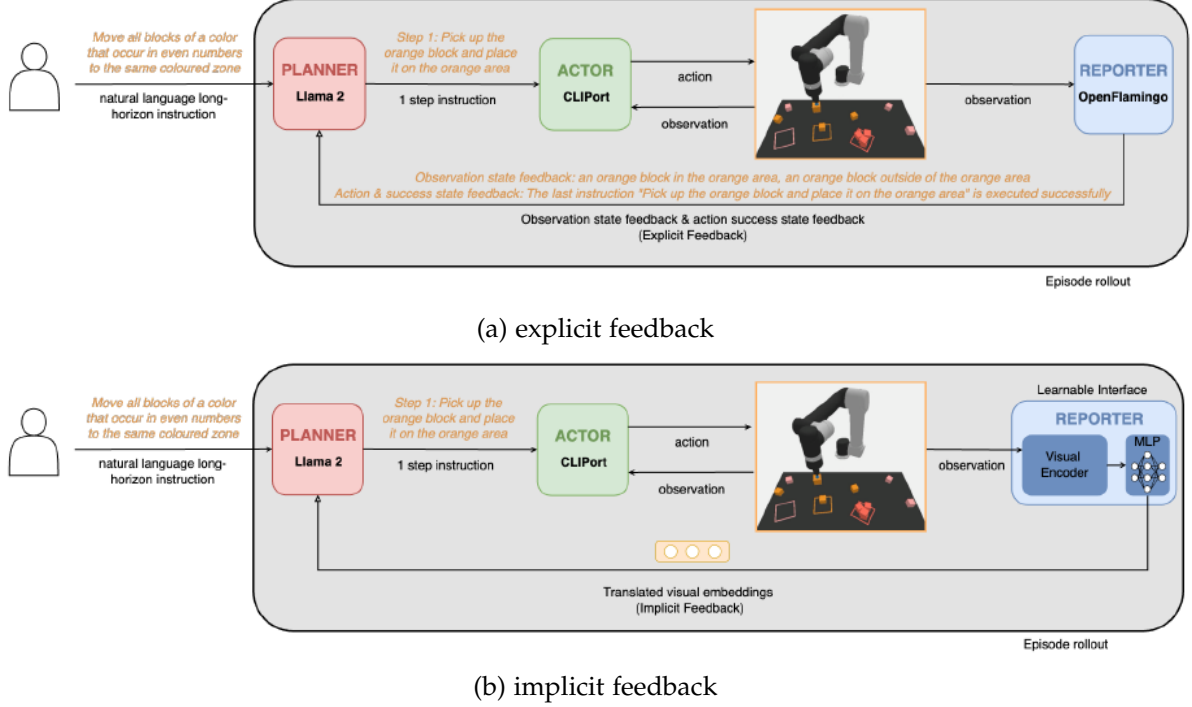 Move all blocks of a color
that occur in even numbers
to the same coloured zone
natural language long-
horizon instruction
PLANNER
Llama 2
Step 1: Pick up the
orange block and place
it on the orange area
1 step instruction
ACTOR
CLIPort
action
observation
observation
REPORTER
OpenFlamingo
Observation state feedback: an orange block in the orange area, an orange block outside of the orange area
Action & success state feedback: The last instruction "Pick up the orange block and place it on the orange area" is executed successfully
Observation state feedback & action success state feedback
(Explicit Feedback)
Episode rollout
(a) explicit feedback
Move all blocks of a color
that occur in even numbers
to the same coloured zone
natural language long-
horizon instruction
PLANNER
Llama 2
Step 1: Pick up the
orange block and place
it on the orange area
1 step instruction
ACTOR
CLIPort
action
observation
observation
Learnable Interface
REPORTER
Visual
Encoder
MLP
Translated visual embeddings
(Implicit Feedback)
Episode rollout
(b) implicit feedback